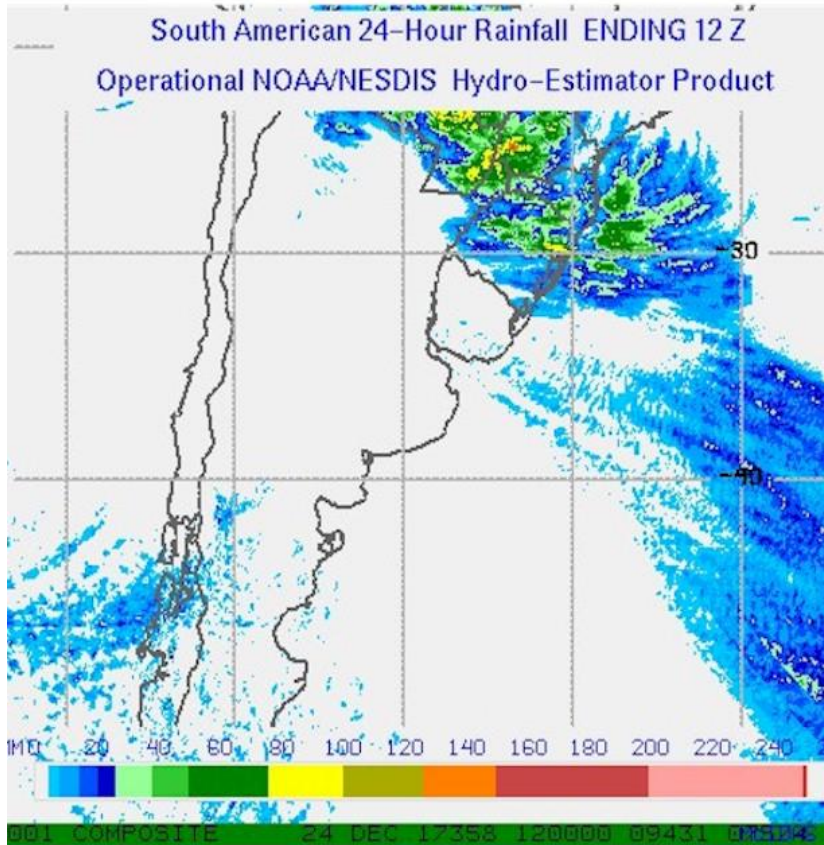 South American 24-Hour Rainfall ENDING 12 Z
Operational NOAA/NESDIS Hydro-Estimator Product
-30
-40
20 40 60 80 100 120 140 160 180 200 220 240
001 COMPOSITE 24 DEC 17358 120000 09431